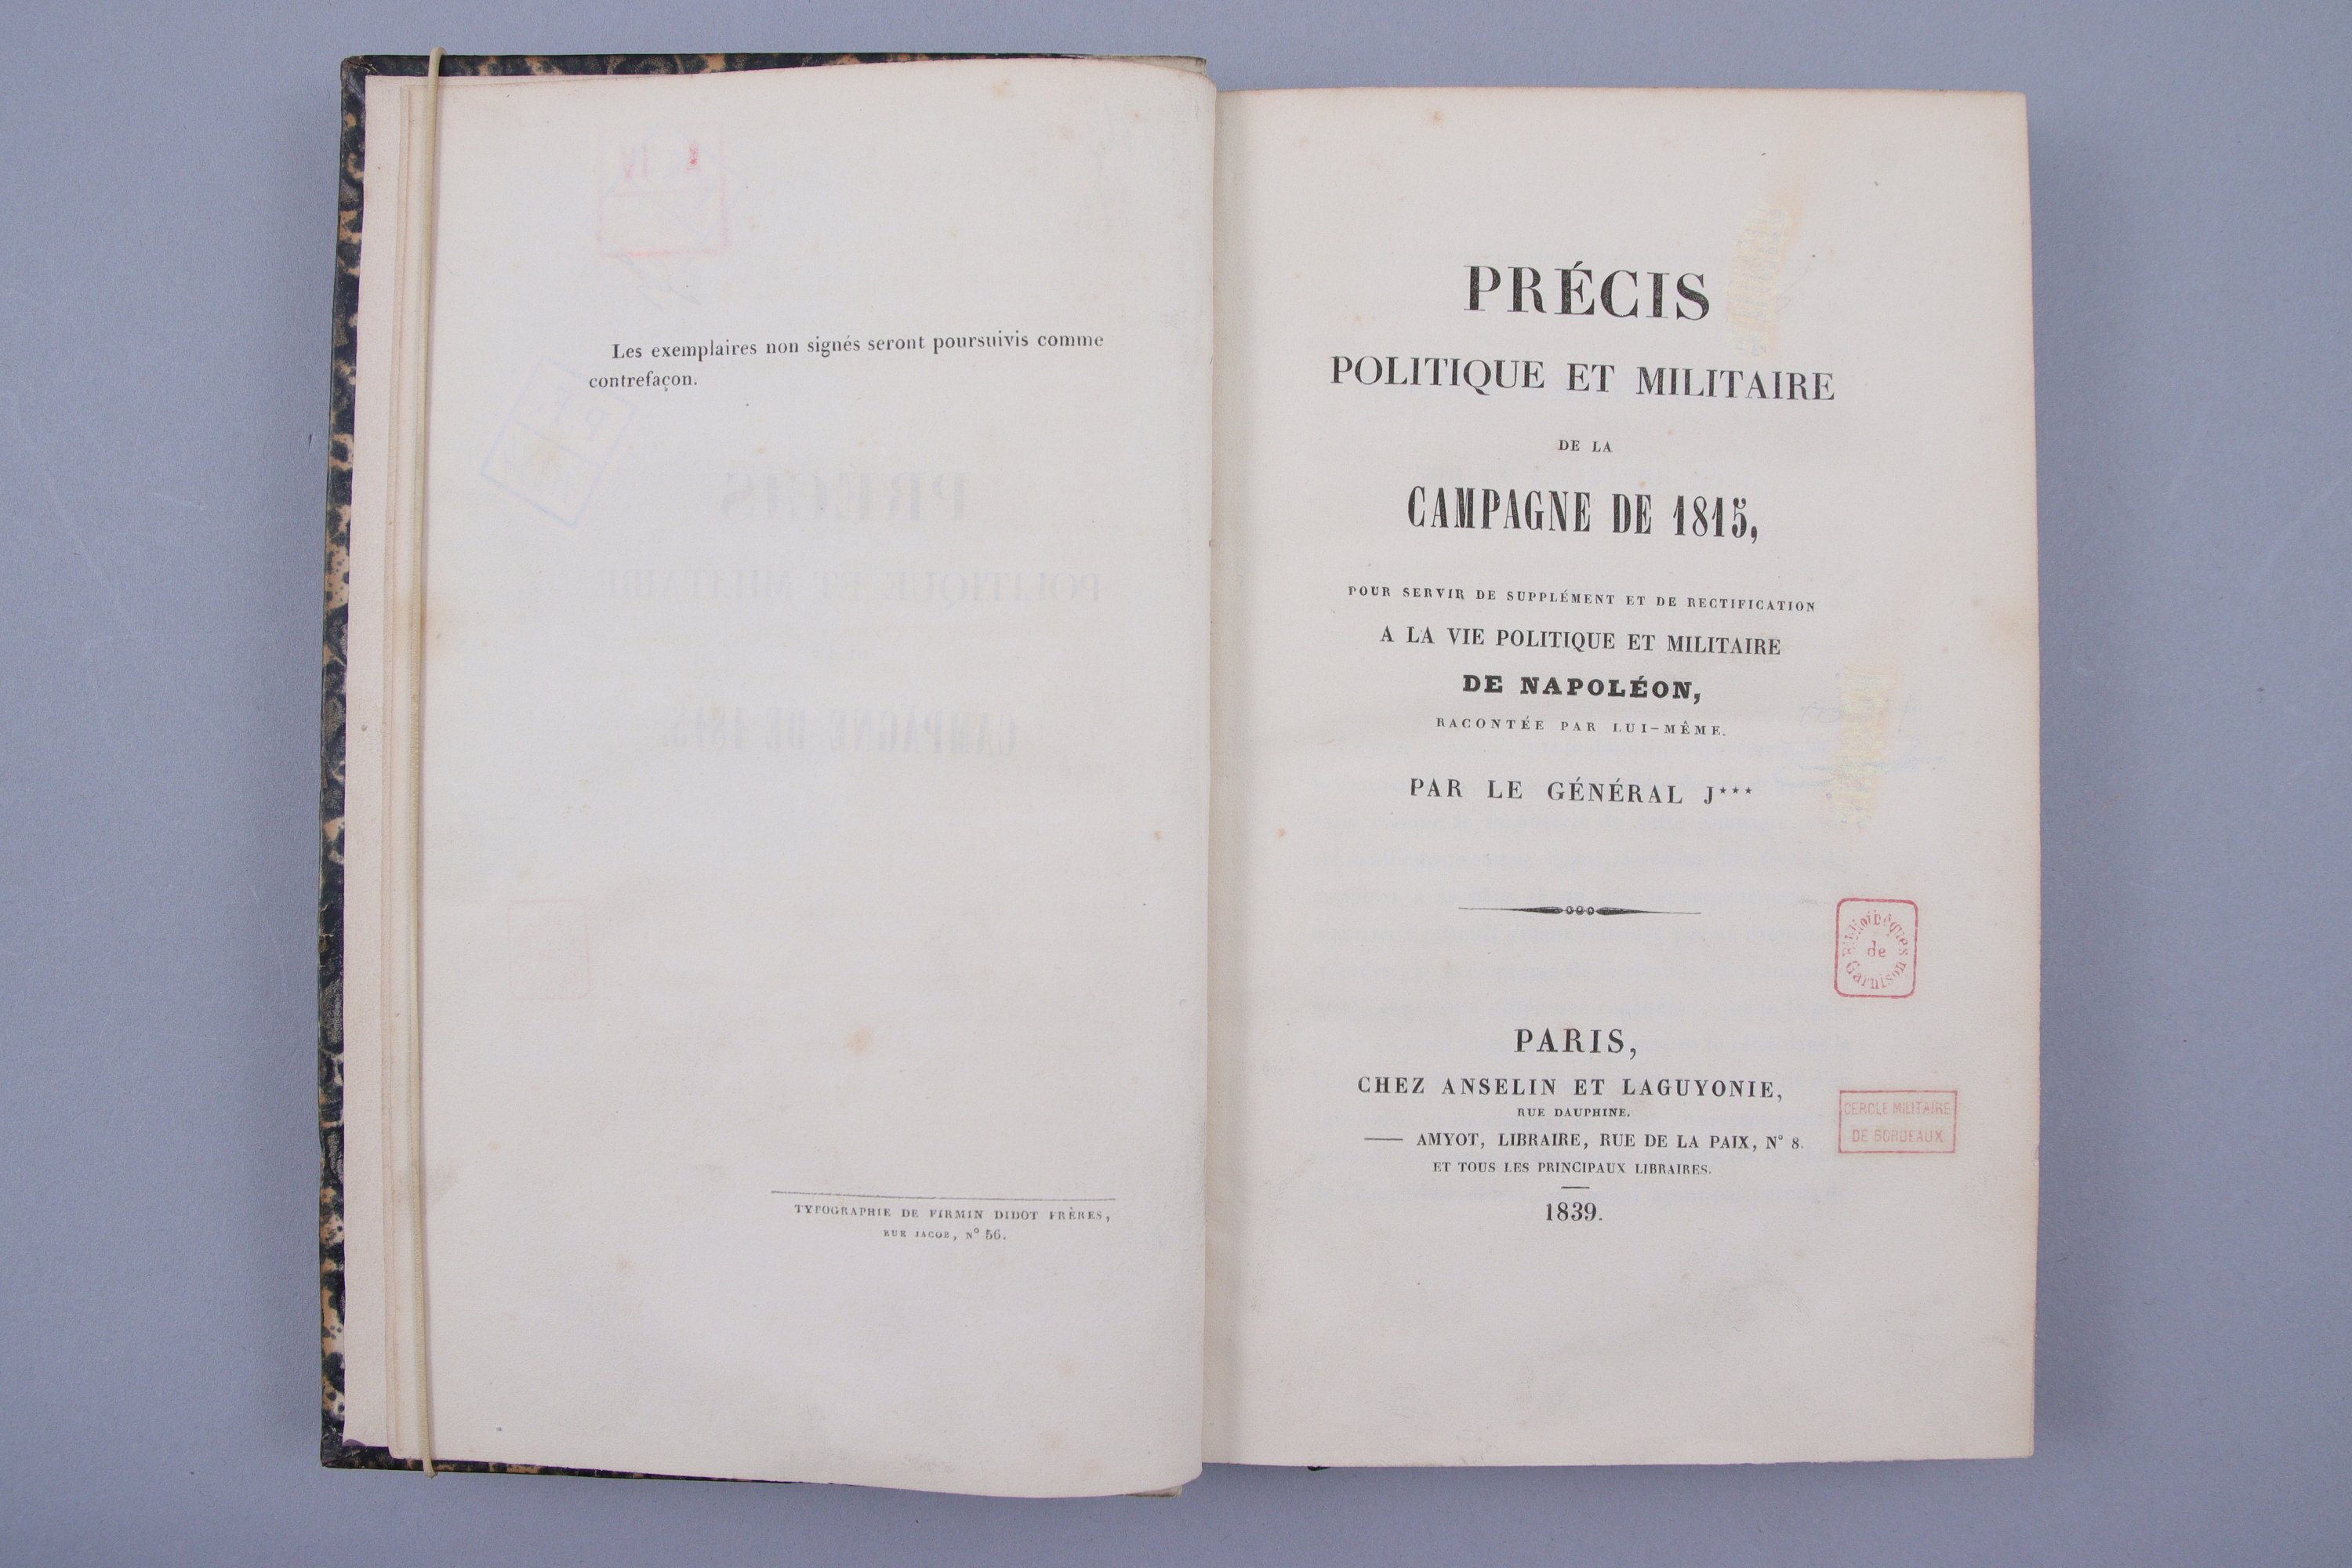 Les exemplaires non signés seront poursuivis comme
contrefaçon.
TYPOGRAPHIE DE FIRMIN DIDOT FRÈRES,
RUE JACOB, N° 56.
PRÉCIS
POLITIQUE ET MILITAIRE
DE LA
CAMPAGNE DE 1815,
POUR SERVIR DE SUPPLÉMENT ET DE RECTIFICATION
A LA VIE POLITIQUE ET MILITAIRE
DE NAPOLÉON,
RACONTÉE PAR LUI-MÊME.
PAR LE GÉNÉRAL J***
Bibliothèques
de
Garnison
PARIS,
CHEZ ANSELIN ET LAGUYONIE,
RUE DAUPHINE.
— AMYOT, LIBRAIRE, RUE DE LA PAIX, N° 8.
ET TOUS LES PRINCIPAUX LIBRAIRES.
1839.
CERCLE MILITAIRE
DE BORDEAUX